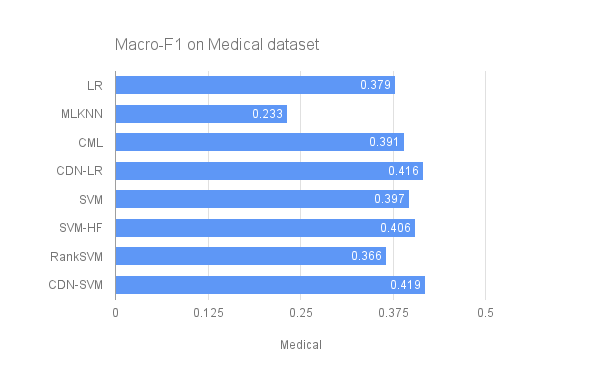 Macro-F1 on Medical dataset
LR 0.379
MLKNN 0.233
CML 0.391
CDN-LR 0.416
SVM 0.397
SVM-HF 0.406
RankSVM 0.366
CDN-SVM 0.419
0 0.125 0.25 0.375 0.5
Medical